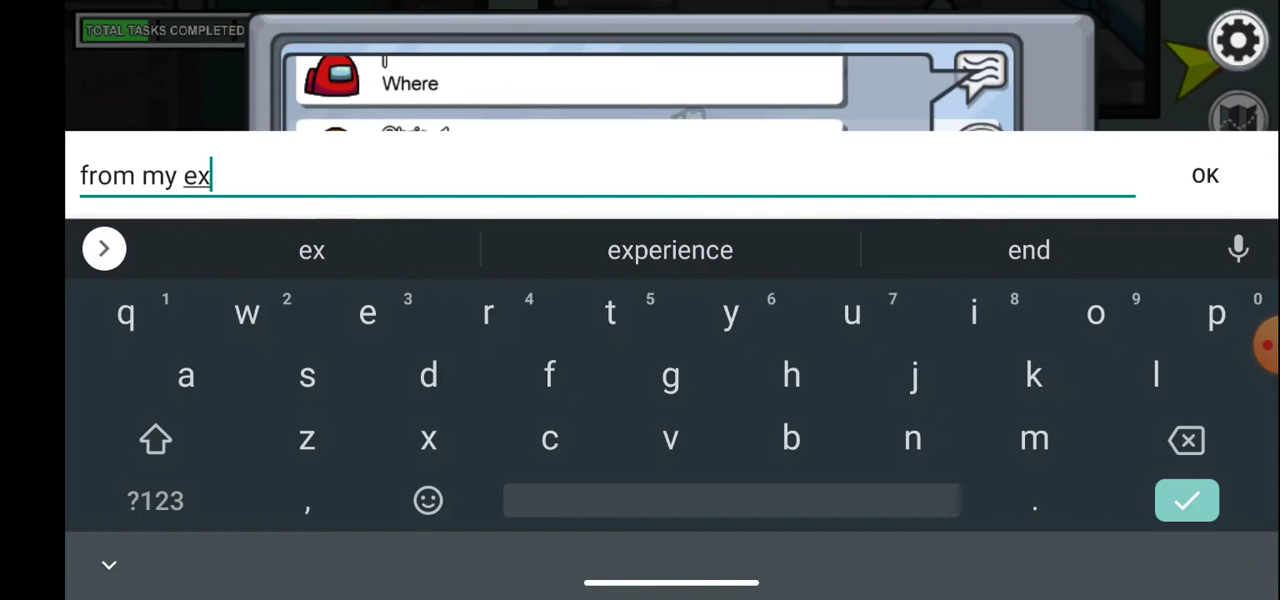 TOTAL TASKS COMPLETED
Where
from my ex
OK
ex experience end
1 2 3 4 5 6 7 8 9 0
q w e r t y u i o p
a s d f g h j k l
z x c v b n m
?123 , .